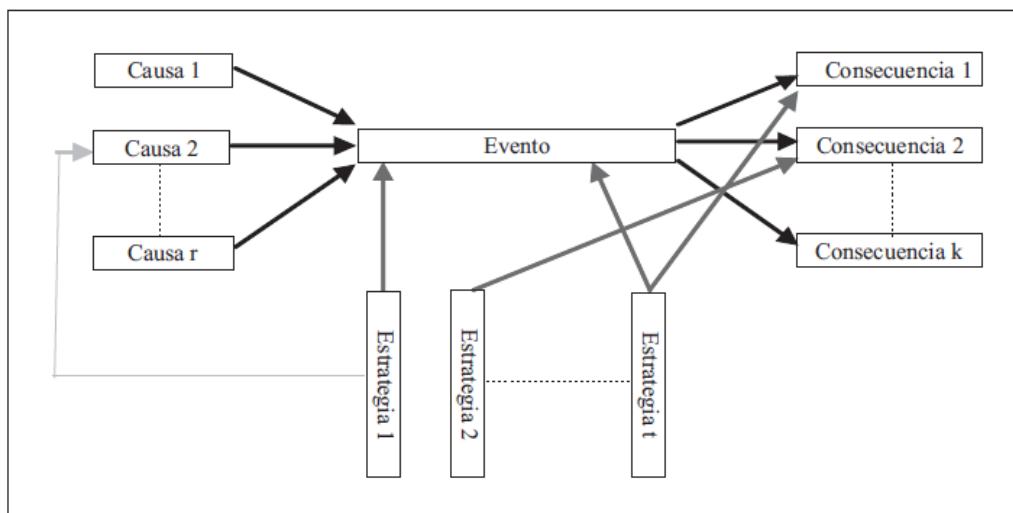 Causa 1
Consecuencia 1
Causa 2
Evento
Consecuencia 2
Causa r
Consecuencia k
Estrategia 1
Estrategia 2
Estrategia t